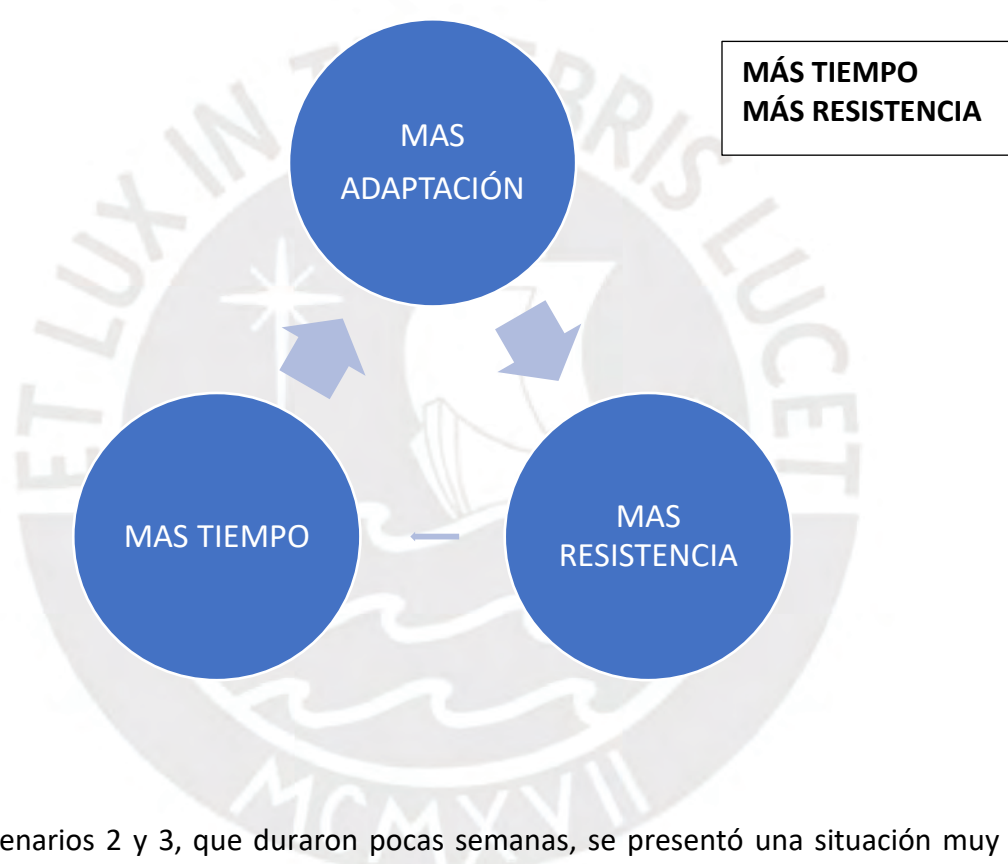 MÁS TIEMPO
MÁS RESISTENCIA
MAS
ADAPTACIÓN
MAS TIEMPO
MAS
RESISTENCIA
ET LUX IN T EBRIS LUCET
MCMXVII
enarios 2 y 3, que duraron pocas semanas, se presentó una situación muy